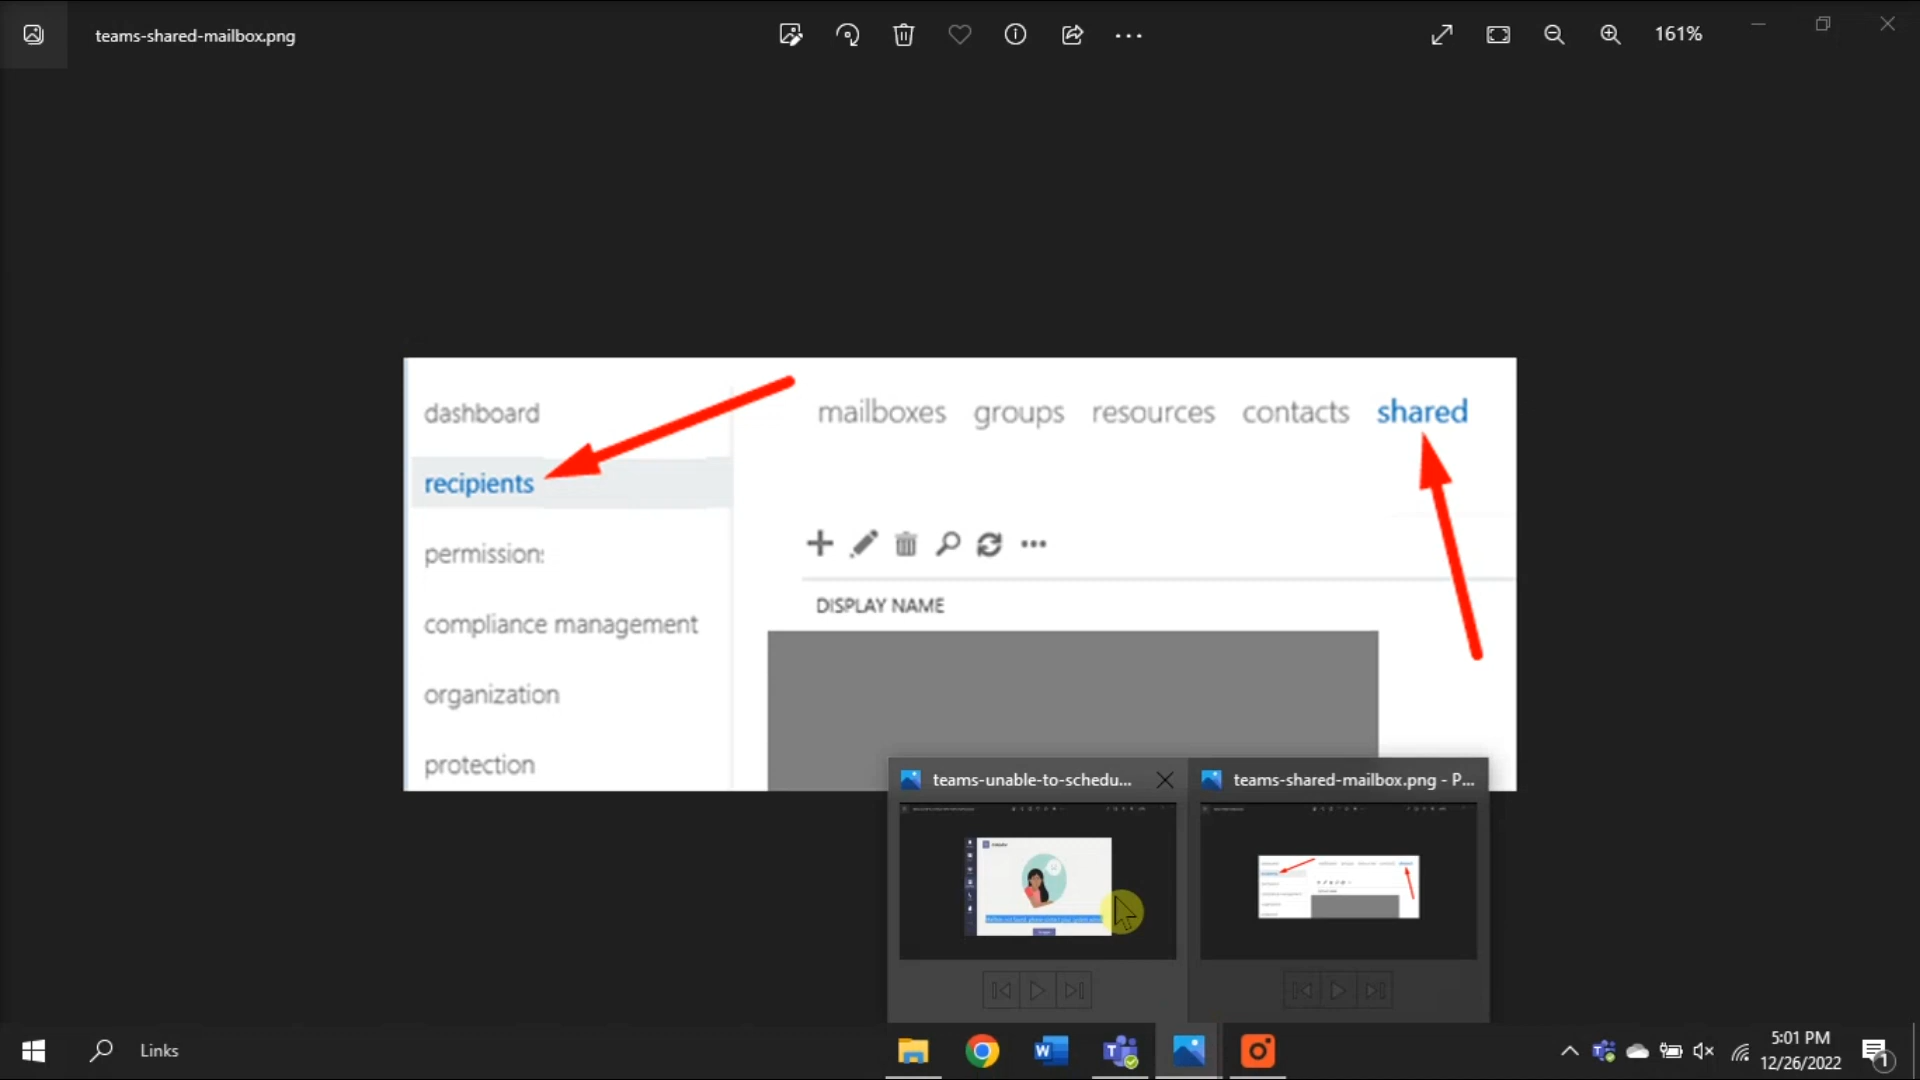 teams-shared-mailbox.png
161%
dashboard
mailboxes groups resources contacts shared
recipients
permission:
compliance management
DISPLAY NAME
organization
protection
teams-unable-to-schedu...
teams-shared-mailbox.png - P...
Links
5:01 PM
12/26/2022
1